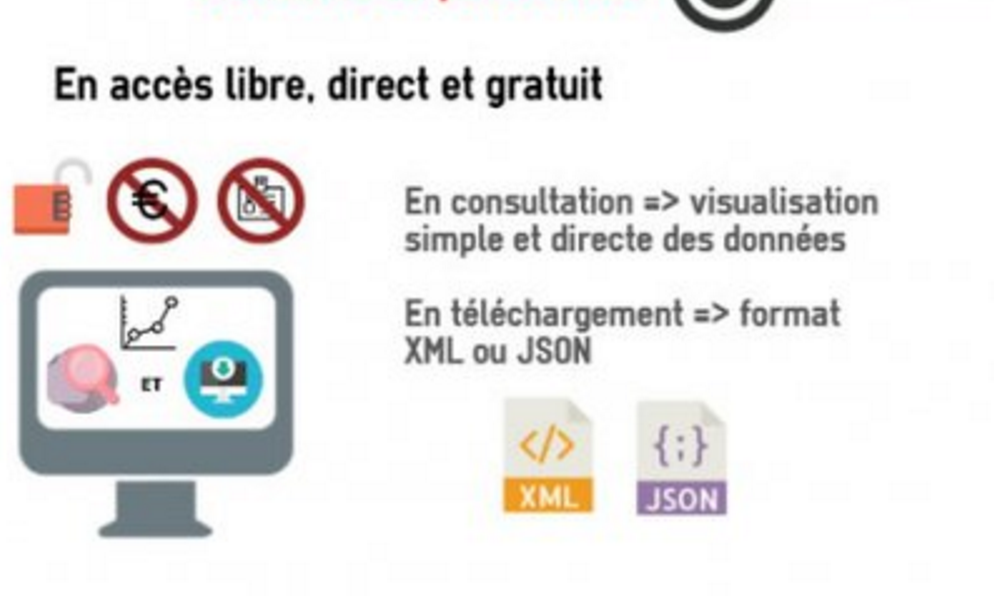 En accès libre, direct et gratuit
€
En consultation => visualisation
simple et directe des données
En téléchargement => format
XML ou JSON
ET
</>
{;}
XML
JSON